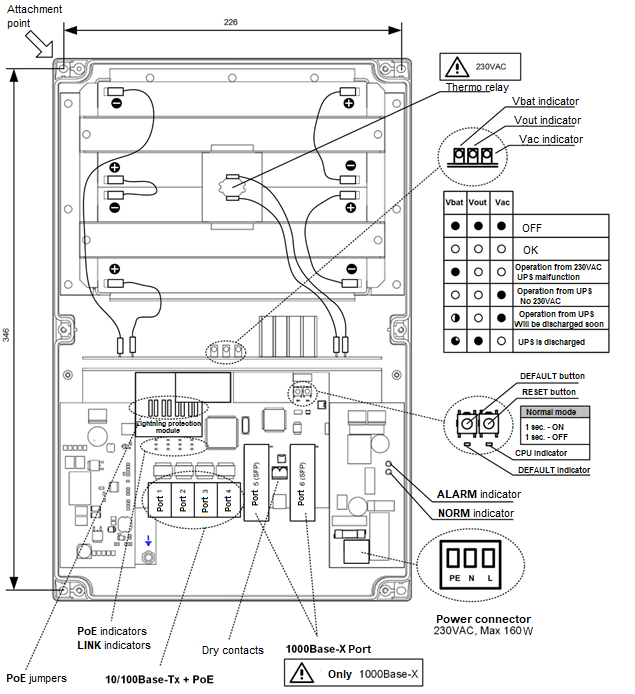 Attachment
point
226
230VAC
Thermo relay
Vbat indicator
Vout indicator
Vac indicator
346
Vbat Vout Vac
OFF
OK
Operation from 230VAC
UPS malfunction
Operation from UPS
No 230VAC
Operation from UPS
Will be discharged soon
UPS is discharged
DEFAULT button
RESET button
Normal mode
1 sec. - ON
1 sec. - OFF
CPU indicator
DEFAULT indicator
Lightning protection
module
Port 1
Port 2
Port 3
Port 4
Port 5 (SFP)
Port 6 (SFP)
ALARM indicator
NORM indicator
PE N L
Power connector
230VAC, Max 160W
PoE indicators
LINK indicators
Dry contacts
1000Base-X Port
PoE jumpers
10/100Base-Tx + PoE
Only 1000Base-X